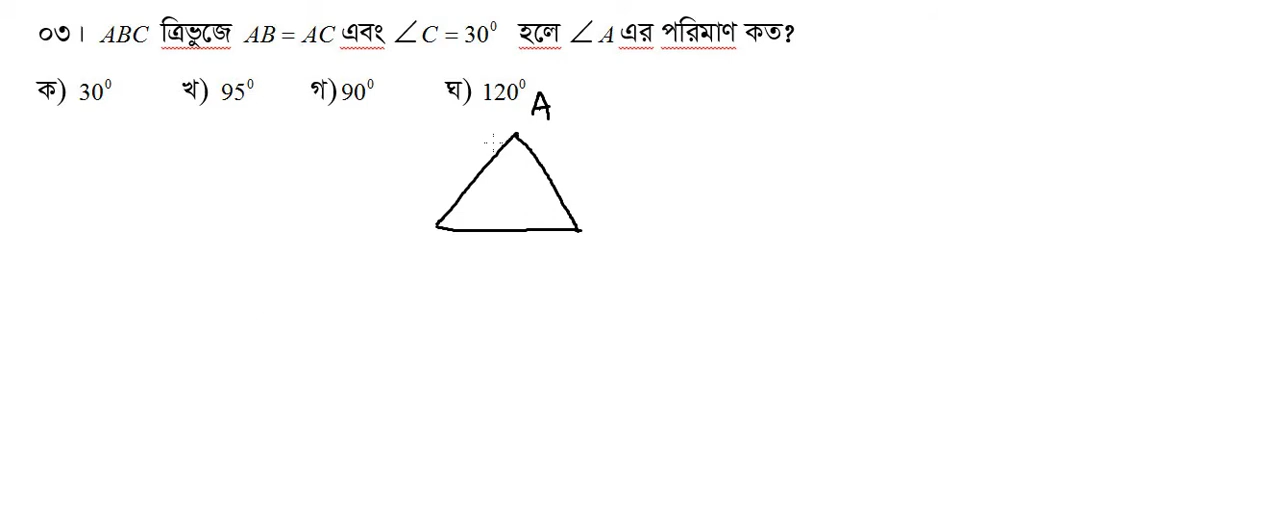 ০৩। ABC ত্রিভুজে AB = AC এবং ∠C = 30⁰ হলে ∠A এর পরিমাণ কত?
ক) 30⁰ খ) 95⁰ গ) 90⁰ ঘ) 120⁰
A